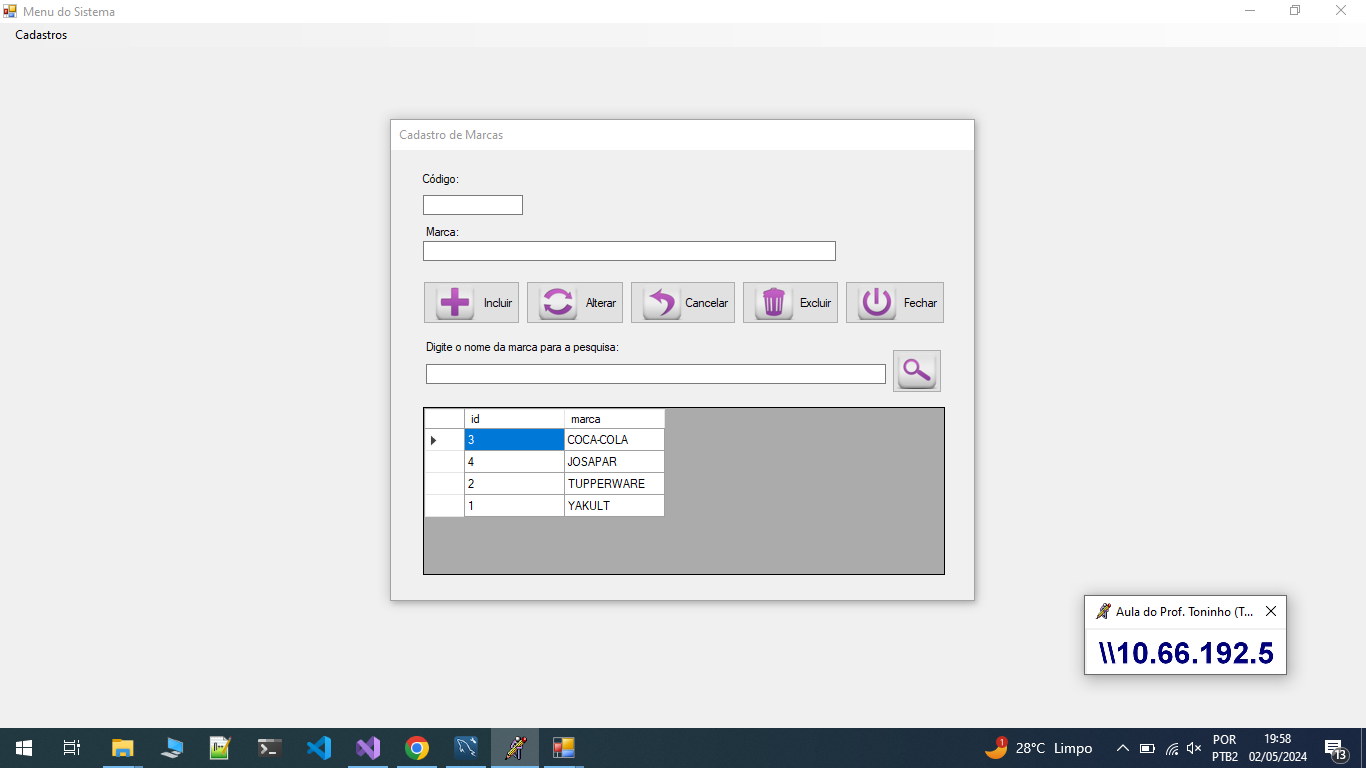 Menu do Sistema
Cadastros
Cadastro de Marcas
Código:
Marca:
Incluir Alterar Cancelar Excluir Fechar
Digite o nome da marca para a pesquisa:
id marca
3 COCA-COLA
4 JOSAPAR
2 TUPPERWARE
1 YAKULT
Aula do Prof. Toninho (T...
\\10.66.192.5
1 28°C Limpo
POR
PTB2
19:58
02/05/2024
13